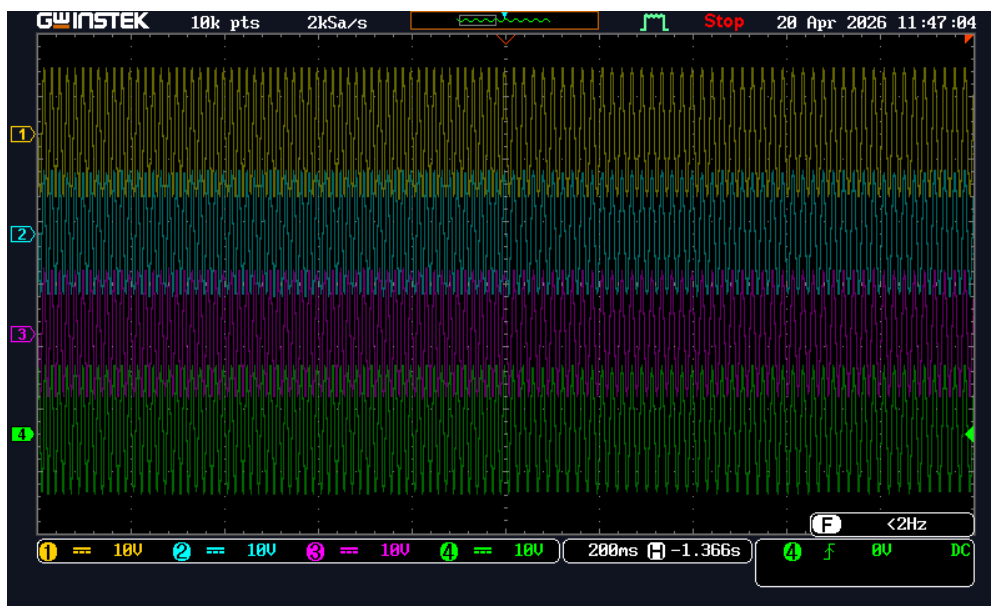 GWINSTEK 10k pts 2kSa/s Stop 20 Apr 2026 11:47:04
1
2
3
4
F <2Hz
1 10V 2 10V 3 10V 4 10V 200ms H -1.366s 4 0V DC